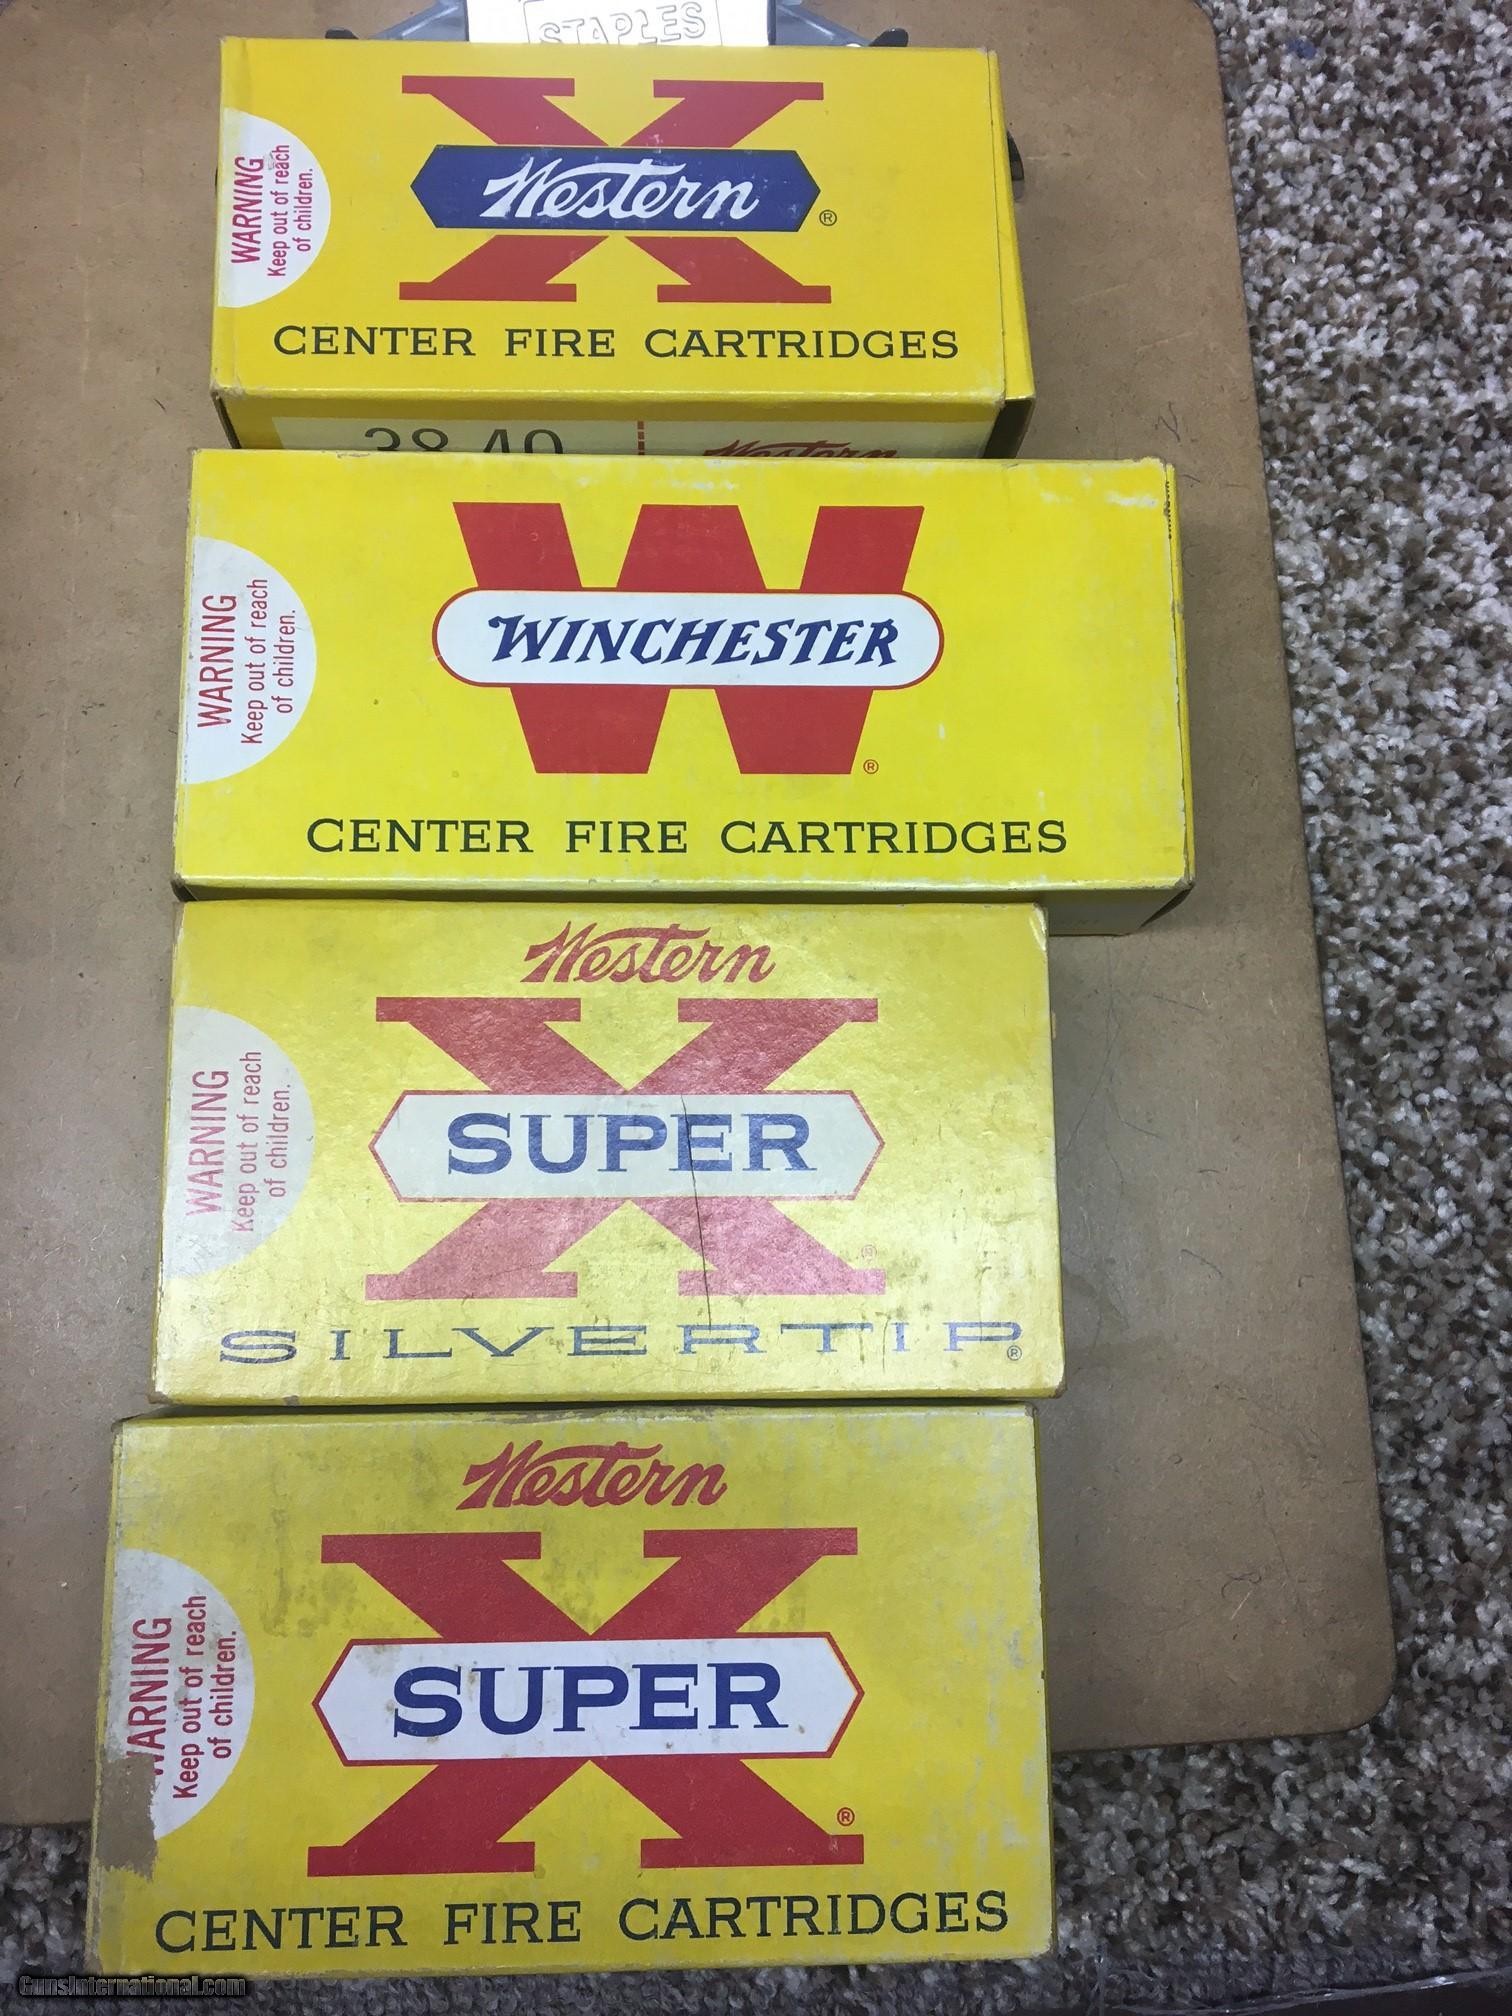 STAPLES
WARNING
Keep out of reach
of children.
Western
®
CENTER FIRE CARTRIDGES
38-40
Western
WARNING
Keep out of reach
of children.
WINCHESTER
®
CENTER FIRE CARTRIDGES
Western
X
SUPER
WARNING
Keep out of reach
of children.
®
SILVERTIP®
Western
X
SUPER
WARNING
Keep out of reach
of children.
®
CENTER FIRE CARTRIDGES
GunsInternational.com